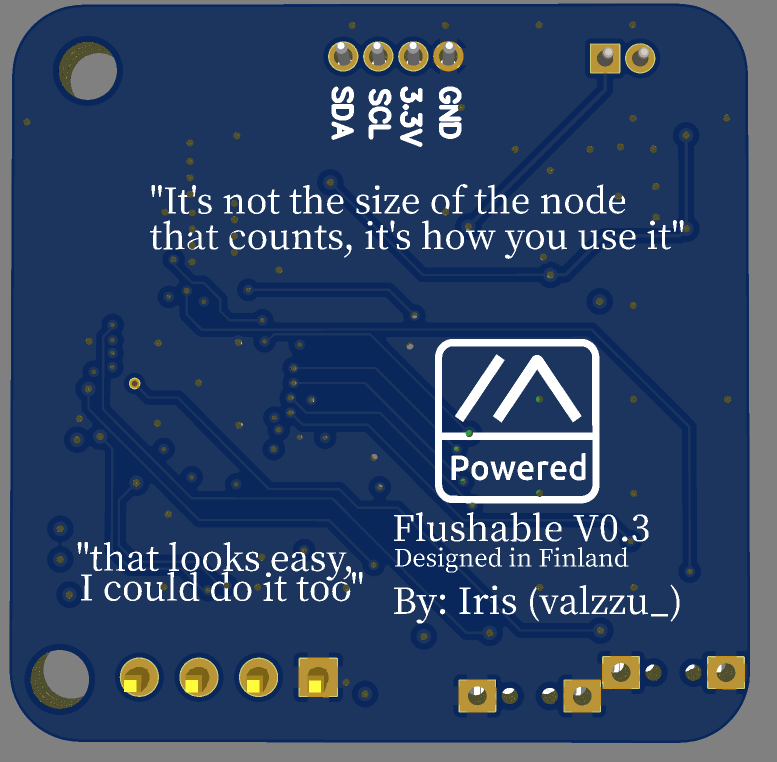 SDA
SCL
3.3V
GND
"It's not the size of the node
that counts, it's how you use it"
Powered
Flushable V0.3
Designed in Finland
"that looks easy,
I could do it too"
By: Iris (valzzu_)